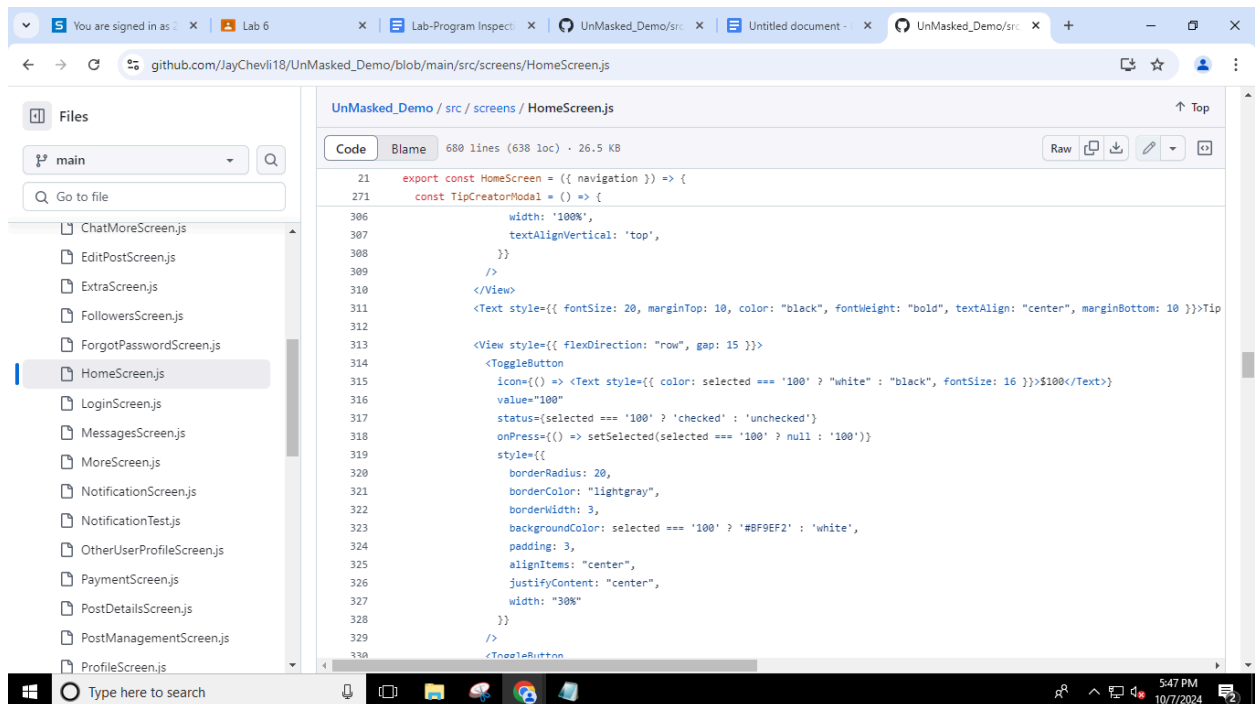 You are signed in as 2
Lab 6
Lab-Program Inspecti
UnMasked_Demo/src
Untitled document -
UnMasked_Demo/src
github.com/JayChevli18/UnMasked_Demo/blob/main/src/screens/HomeScreen.js
Files
main
Go to file
ChatMoreScreen.js
EditPostScreen.js
ExtraScreen.js
FollowersScreen.js
ForgotPasswordScreen.js
HomeScreen.js
LoginScreen.js
MessagesScreen.js
MoreScreen.js
NotificationScreen.js
NotificationTest.js
OtherUserProfileScreen.js
PaymentScreen.js
PostDetailsScreen.js
PostManagementScreen.js
ProfileScreen.js
UnMasked_Demo / src / screens / HomeScreen.js
Top
Code Blame 680 lines (638 loc) · 26.5 KB
Raw
21 export const HomeScreen = ({ navigation }) => {
271 const TipCreatorModal = () => {
306 width: '100%',
307 textAlignVertical: 'top',
308 }}
309 />
310 </View>
311 <Text style={{ fontSize: 20, marginTop: 10, color: "black", fontWeight: "bold", textAlign: "center", marginBottom: 10 }}>Tip
312
313 <View style={{ flexDirection: "row", gap: 15 }}>
314 <ToggleButton
315 icon={() => <Text style={{ color: selected === '100' ? "white" : "black", fontSize: 16 }}>$100</Text>}
316 value="100"
317 status={selected === '100' ? 'checked' : 'unchecked'}
318 onPress={() => setSelected(selected === '100' ? null : '100')}
319 style={{
320 borderRadius: 20,
321 borderColor: "lightgray",
322 borderWidth: 3,
323 backgroundColor: selected === '100' ? '#BF9EF2' : 'white',
324 padding: 3,
325 alignItems: "center",
326 justifyContent: "center",
327 width: "30%"
328 }}
329 />
330 <ToggleButton
Type here to search
5:47 PM
10/7/2024
2